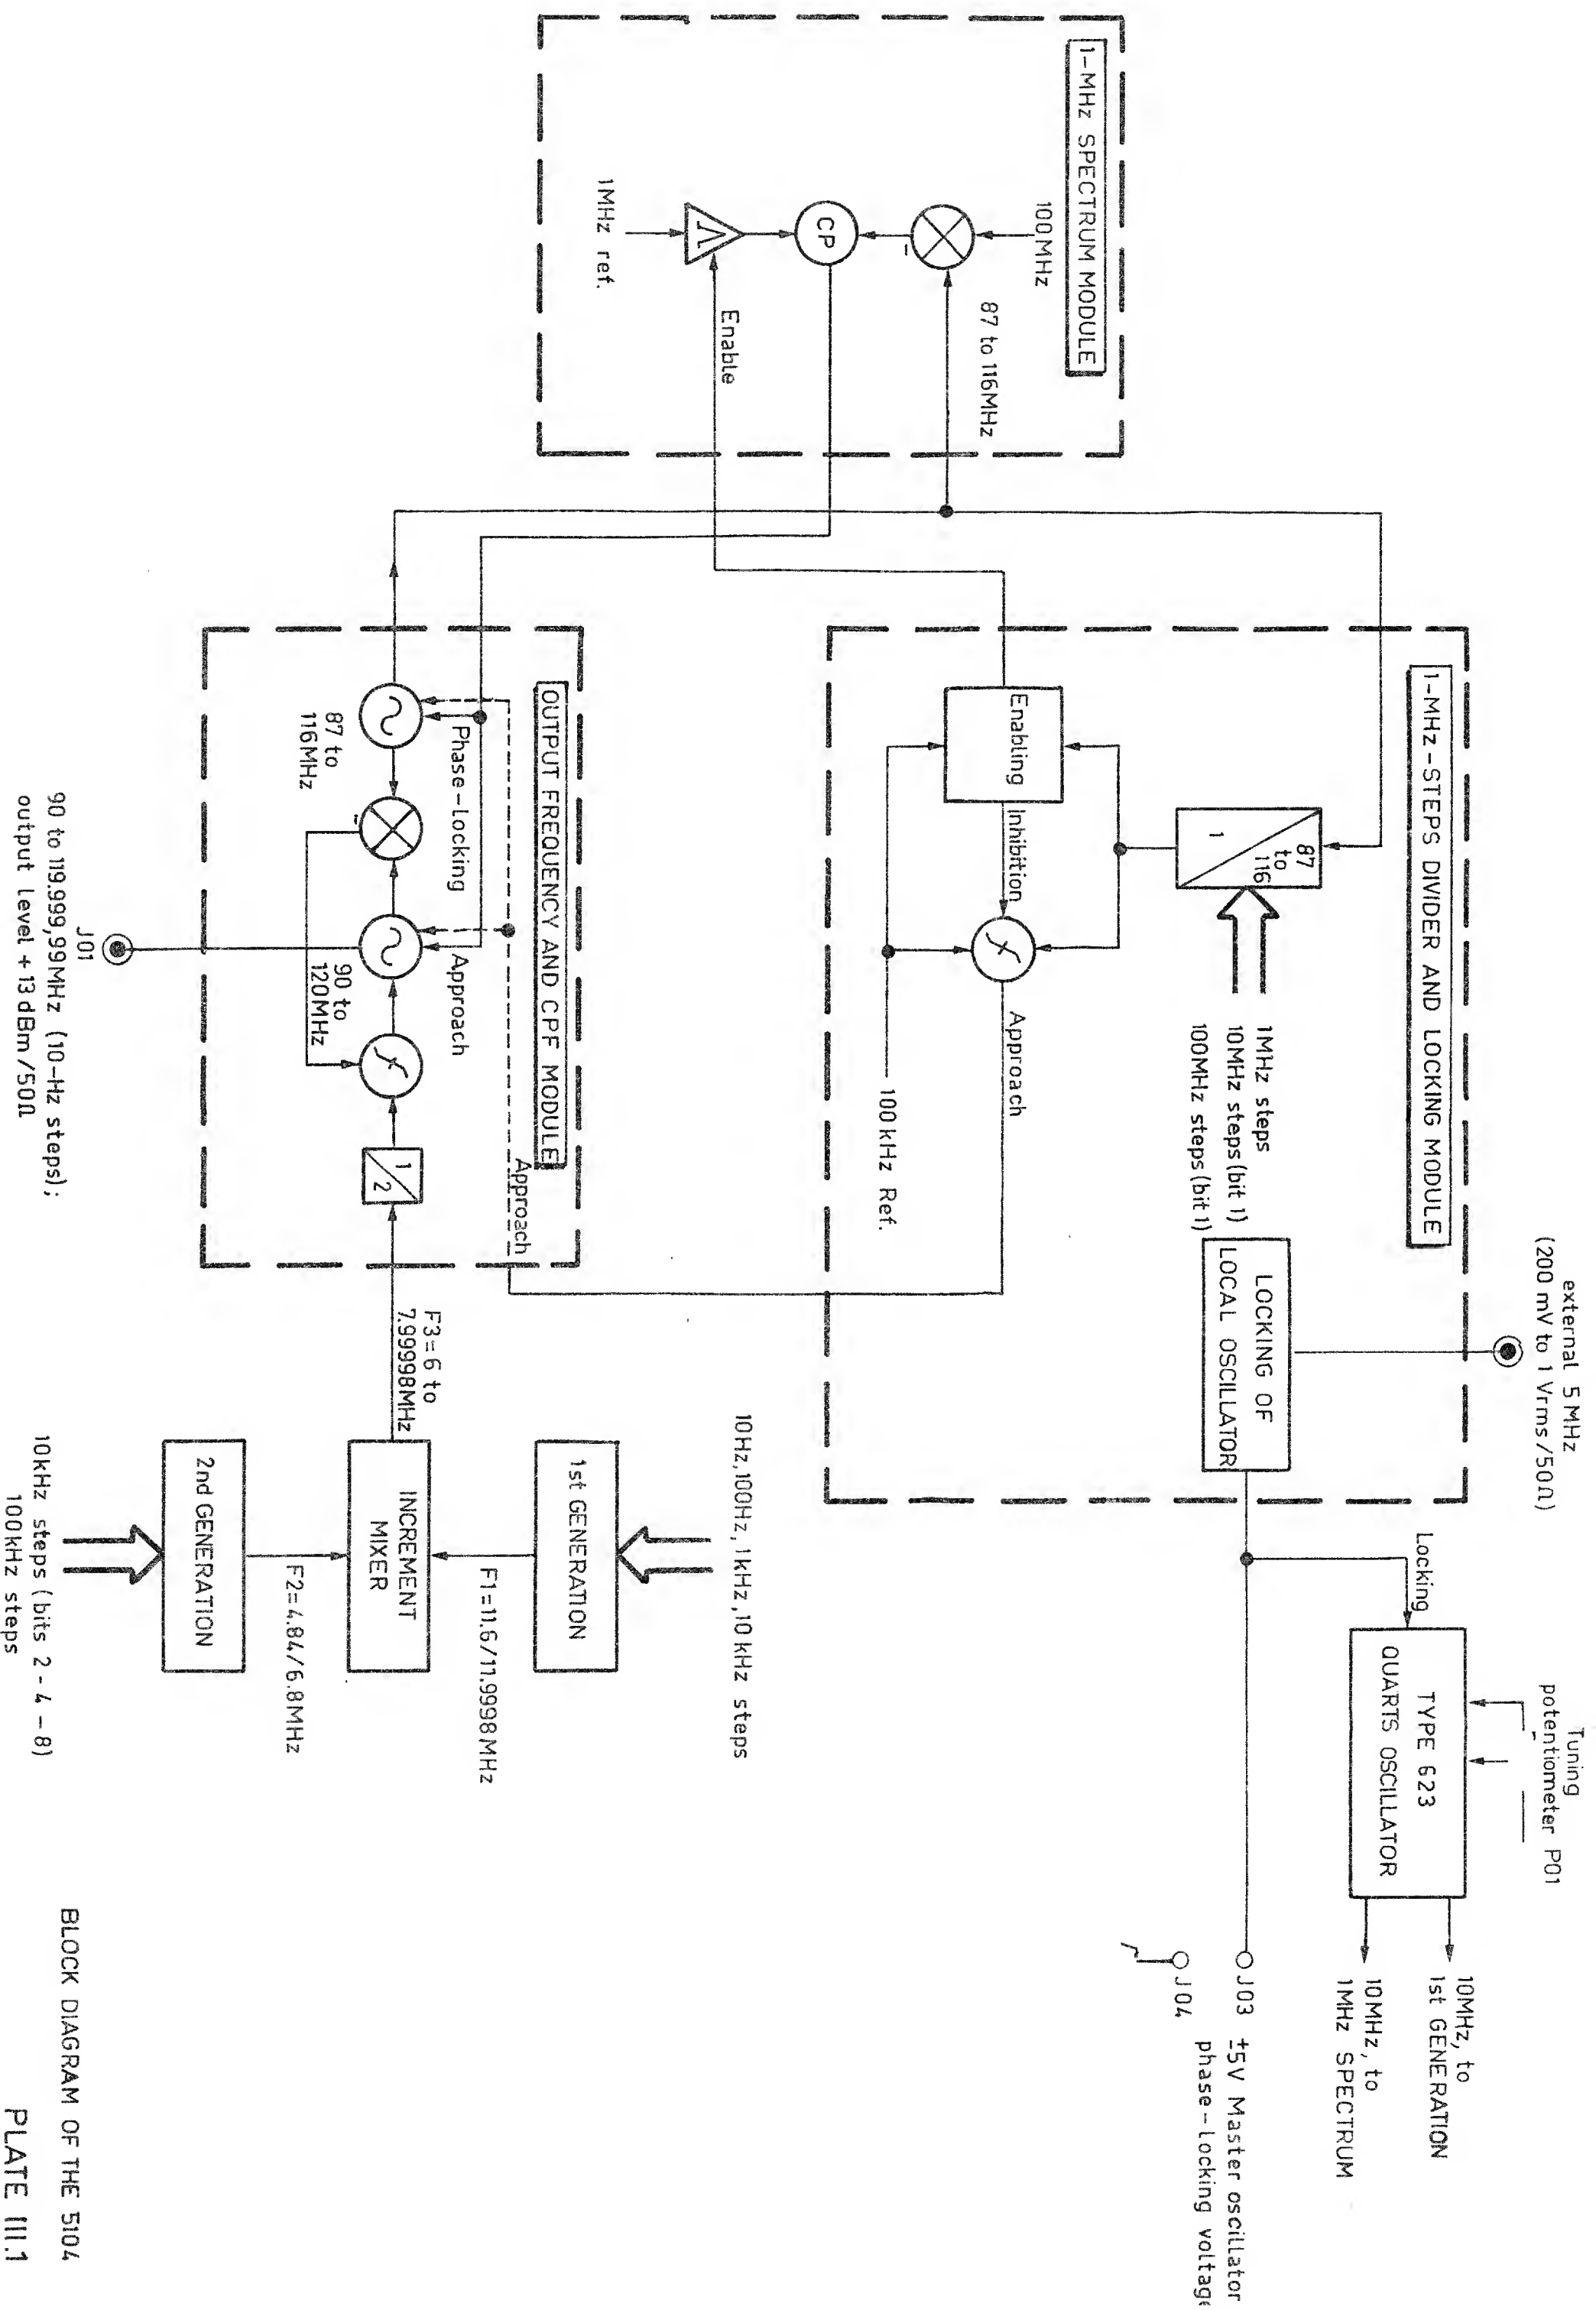 1-MHz SPECTRUM MODULE
100MHz
87 to 116MHz
CP
1MHz ref.
Enable
external 5 MHz
(200 mV to 1 Vrms/50Ω)
1-MHz-STEPS DIVIDER AND LOCKING MODULE
87
to
116
1
1MHz steps
10MHz steps (bit 1)
100MHz steps (bit 1)
Enabling
Inhibition
Approach
100 kHz Ref.
LOCKING OF
LOCAL OSCILLATOR
Tuning
potentiometer P01
Locking
TYPE 623
QUARTS OSCILLATOR
10MHz, to
1st GENERATION
10MHz, to
1MHz SPECTRUM
J03
±5V Master oscillator
phase-locking voltage
J04
OUTPUT FREQUENCY AND CPF MODULE
Phase-locking
Approach
Approach
87 to
116MHz
90 to
120MHz
1
2
J01
90 to 119.999,99MHz (10-Hz steps);
output level + 13 dBm/50Ω
F3=6 to
7.99998MHz
10Hz,100Hz,1kHz,10 kHz steps
1st GENERATION
F1=11.6/11.9998MHz
INCREMENT
MIXER
F2=4.84/6.8MHz
2nd GENERATION
10kHz steps (bits 2 - 4 - 8)
100kHz steps
BLOCK DIAGRAM OF THE 5104
PLATE III.1